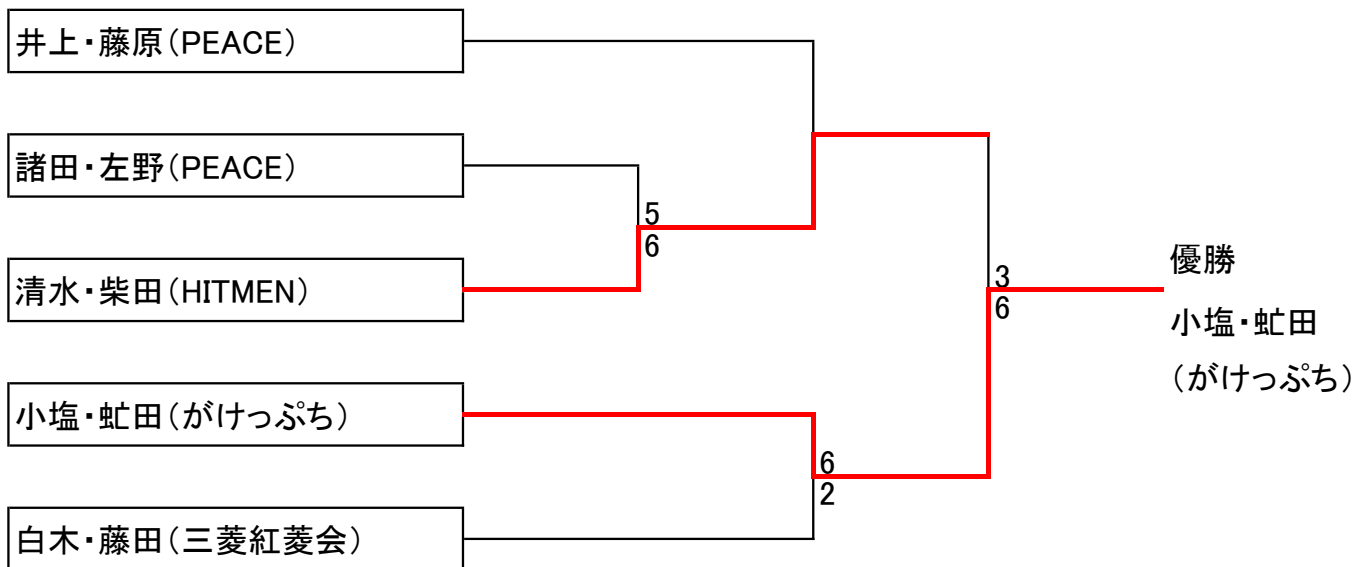 井上・藤原(PEACE)
諸田・左野(PEACE)
5
6
清水・柴田(HITMEN)
3
6
優勝
小塩・虻田
(がけっぷち)
小塩・虻田(がけっぷち)
6
2
白木・藤田(三菱紅菱会)